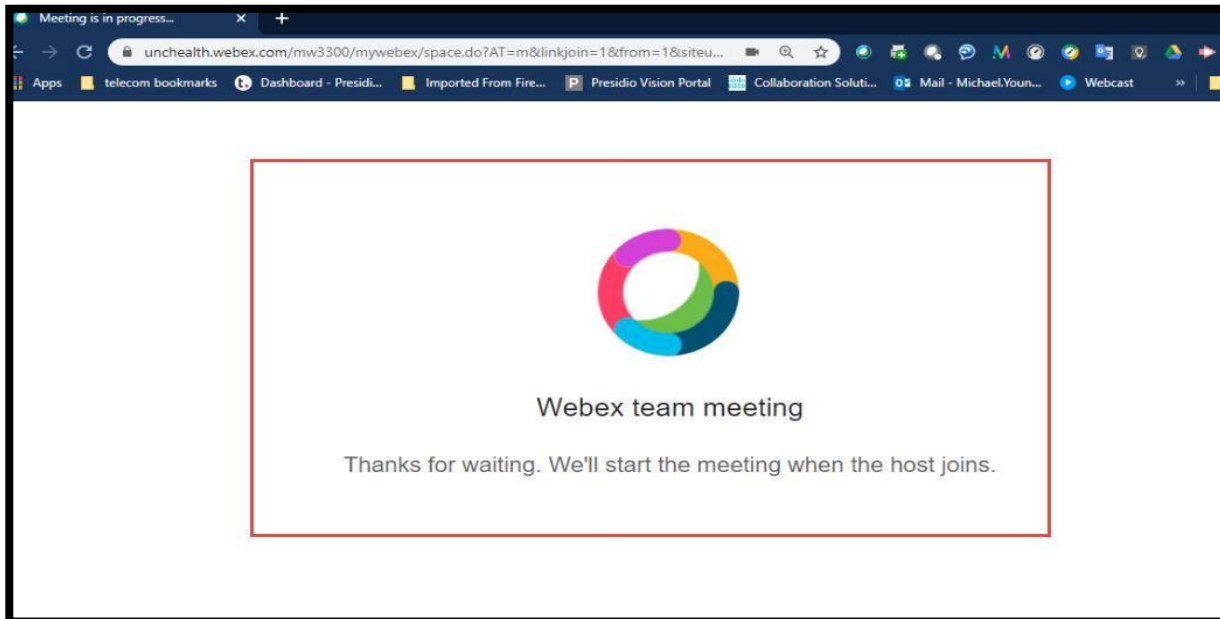 Meeting is in progress...
unchealth.webex.com/mw3300/mywebex/space.do?AT=m&linkjoin=1&from=1&siteu...
Apps telecom bookmarks Dashboard - Presidi... Imported From Fire... Presidio Vision Portal Collaboration Soluti... Mail - Michael.Youn... Webcast »
Webex team meeting
Thanks for waiting. We'll start the meeting when the host joins.